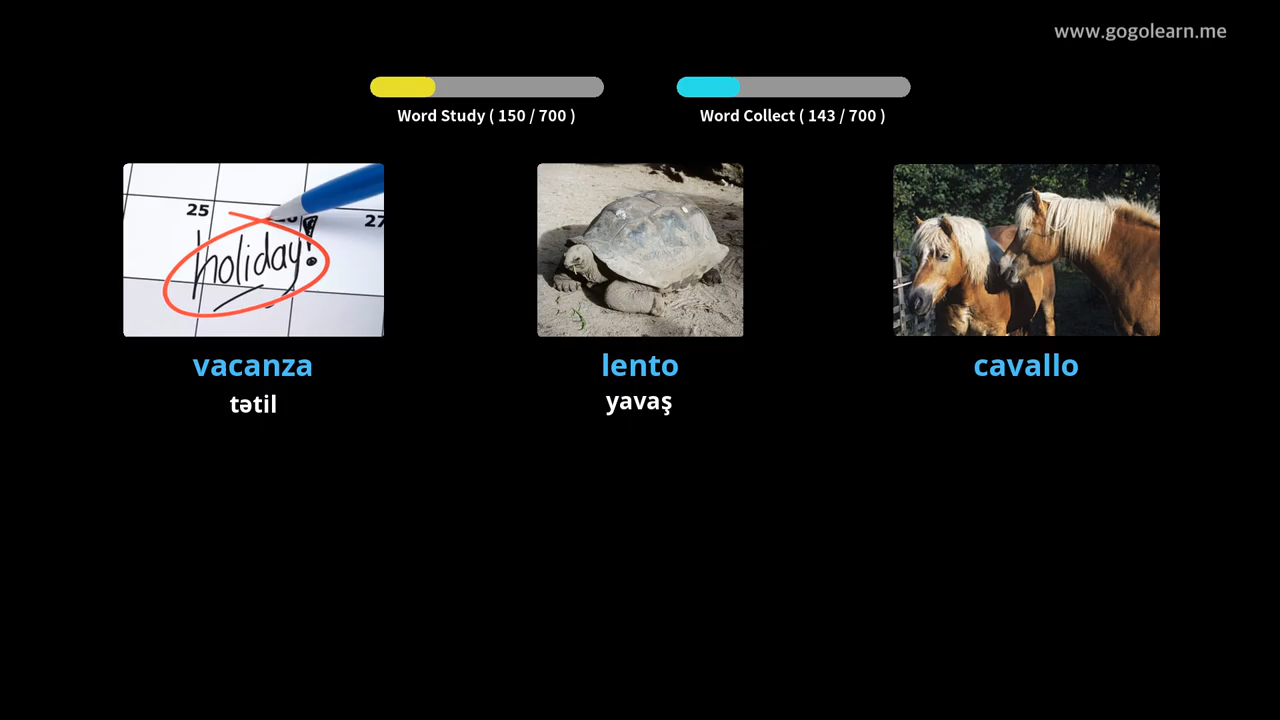 www.gogolearn.me
Word Study ( 150 / 700 )
Word Collect ( 143 / 700 )
25
27
holiday!
vacanza
lento
cavallo
tətil
yavaş